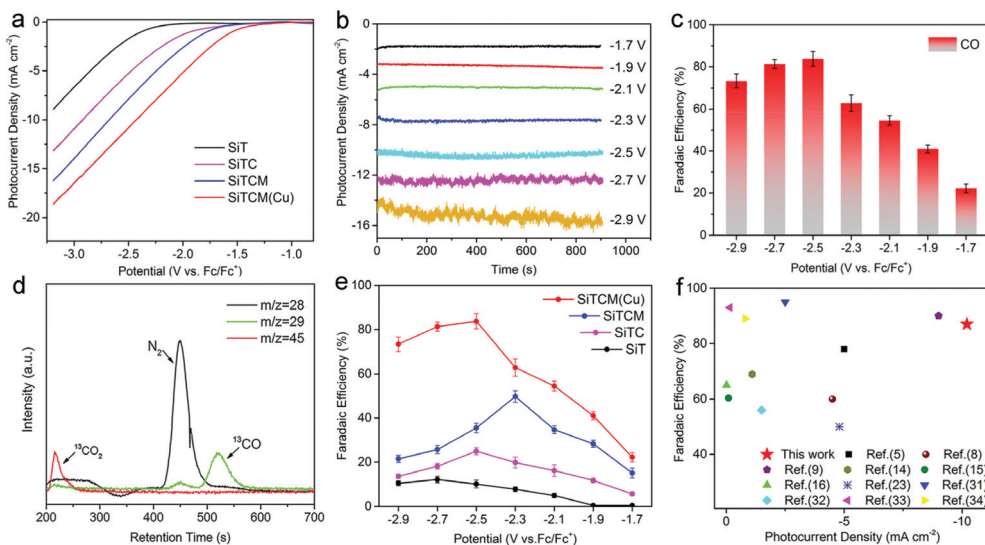 a
Photocurrent Density (mA cm⁻²)
0
-5
-10
-15
-20
SiT
SiTC
SiTCM
SiTCM(Cu)
-3.0 -2.5 -2.0 -1.5 -1.0
Potential (V vs. Fc/Fc⁺)
b
Photocurrent Density (mA cm⁻²)
0
-4
-8
-12
-16
-1.7 V
-1.9 V
-2.1 V
-2.3 V
-2.5 V
-2.7 V
-2.9 V
0 200 400 600 800 1000
Time (s)
c
Faradaic Efficiency (%)
100
80
60
40
20
0
CO
-2.9 -2.7 -2.5 -2.3 -2.1 -1.9 -1.7
Potential (V vs. Fc/Fc⁺)
d
Intensity (a.u.)
m/z=28
m/z=29
m/z=45
N₂
¹³CO₂
¹³CO
200 300 400 500 600 700
Retention Time (s)
e
Faradaic Efficiency (%)
100
80
60
40
20
0
SiTCM(Cu)
SiTCM
SiTC
SiT
-2.9 -2.7 -2.5 -2.3 -2.1 -1.9 -1.7
Potential (V vs.Fc/Fc⁺)
f
Faradaic Efficiency (%)
100
80
60
40
This work Ref.(5) Ref.(8)
Ref.(9) Ref.(14) Ref.(15)
Ref.(16) Ref.(23) Ref.(31)
Ref.(32) Ref.(33) Ref.(34)
0 -5 -10
Photocurrent Density (mA cm⁻²)